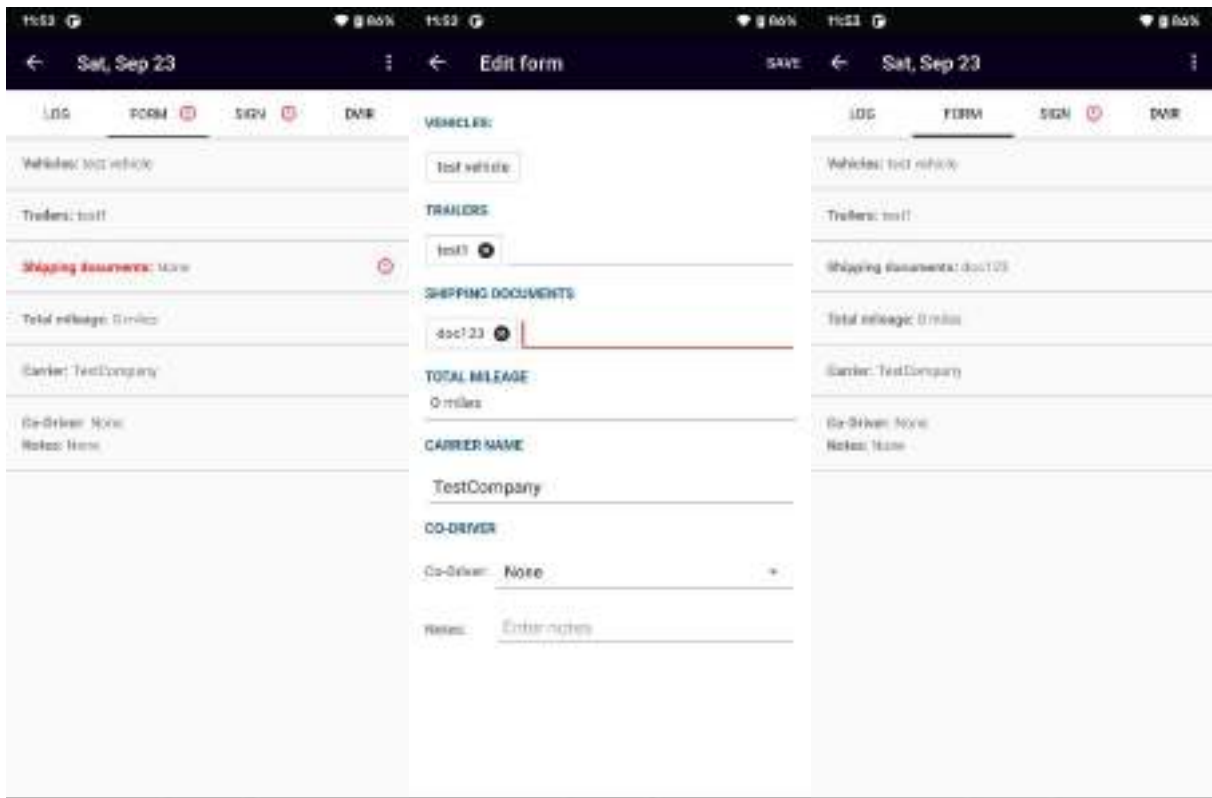 11:53
86%
Sat, Sep 23
LOG FORM SIGN DVIR
Vehicles: test vehicle
Trailers: test1
Shipping documents: None
Total mileage: 0 miles
Carrier: TestCompany
Co-Driver: None
Notes: None
11:53
86%
Edit form SAVE
VEHICLES:
test vehicle
TRAILERS
test1
SHIPPING DOCUMENTS
doc123
TOTAL MILEAGE
0 miles
CARRIER NAME
TestCompany
CO-DRIVER
Co-Driver: None
Notes: Enter notes
11:53
86%
Sat, Sep 23
LOG FORM SIGN DVIR
Vehicles: test vehicle
Trailers: test1
Shipping documents: doc123
Total mileage: 0 miles
Carrier: TestCompany
Co-Driver: None
Notes: None